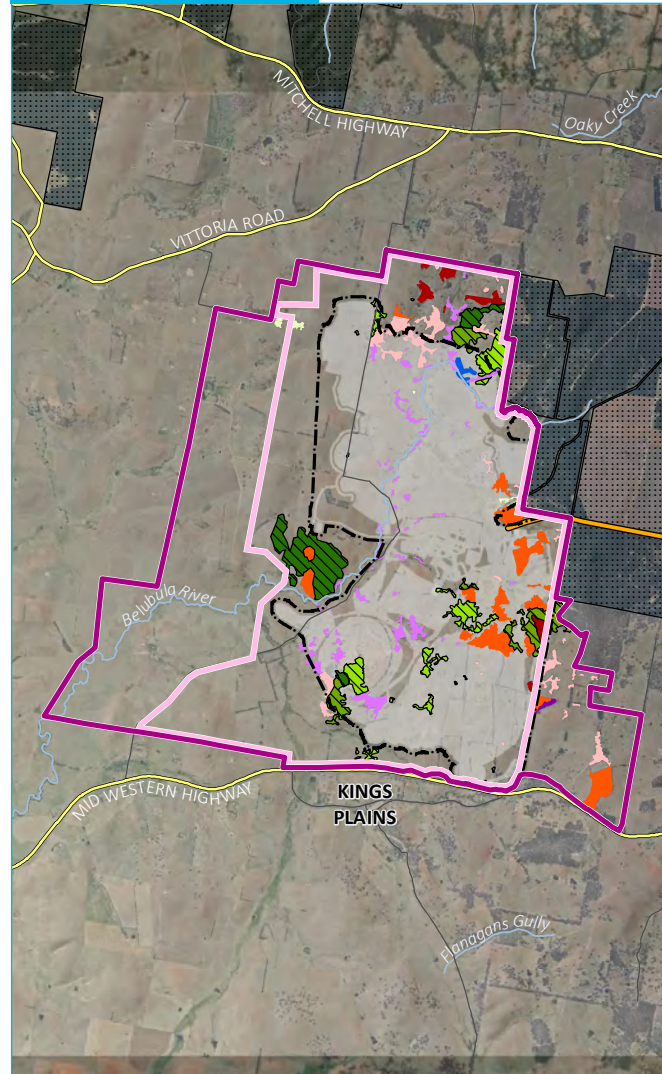 MITCHELL HIGHWAY
Oaky Creek
VITTORIA ROAD
Belubula River
MID WESTERN HIGHWAY
KINGS
PLAINS
Flanagans Gully